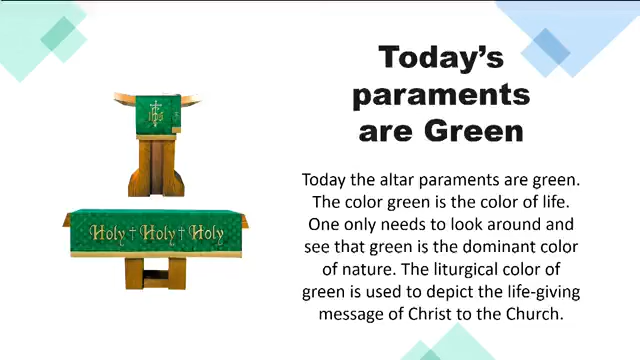 Today's
paraments
are Green
IHS
Holy † Holy † Holy
Today the altar paraments are green.
The color green is the color of life.
One only needs to look around and
see that green is the dominant color
of nature. The liturgical color of
green is used to depict the life-giving
message of Christ to the Church.